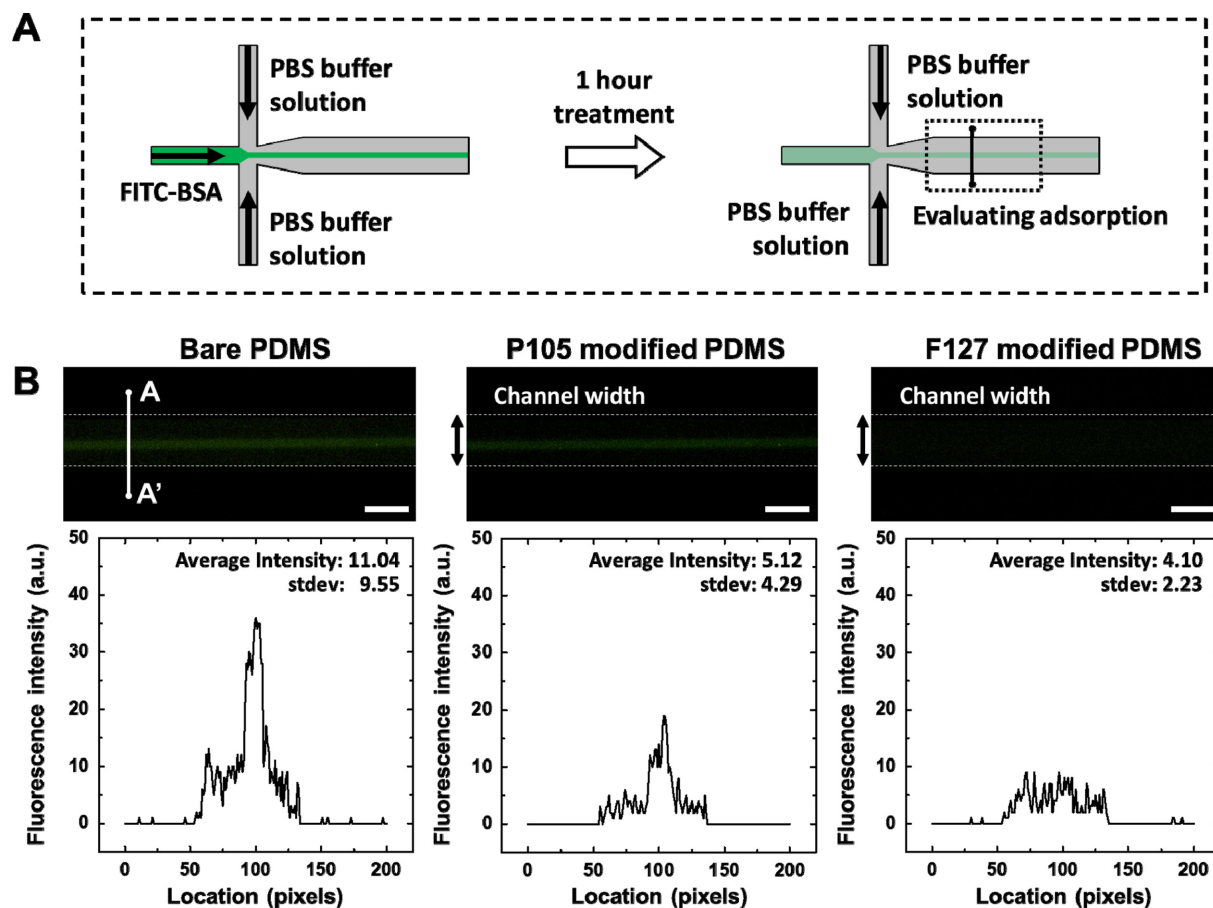 A
PBS buffer
solution
FITC-BSA
PBS buffer
solution
1 hour
treatment
PBS buffer
solution
PBS buffer
solution
Evaluating adsorption
B
Bare PDMS
P105 modified PDMS
F127 modified PDMS
A
A’
Channel width
Channel width
Fluorescence intensity (a.u.)
50
40
30
20
10
0
Average Intensity: 11.04
stdev: 9.55
0 50 100 150 200
Location (pixels)
Fluorescence intensity (a.u.)
50
40
30
20
10
0
Average Intensity: 5.12
stdev: 4.29
0 50 100 150 200
Location (pixels)
Fluorescence intensity (a.u.)
50
40
30
20
10
0
Average Intensity: 4.10
stdev: 2.23
0 50 100 150 200
Location (pixels)